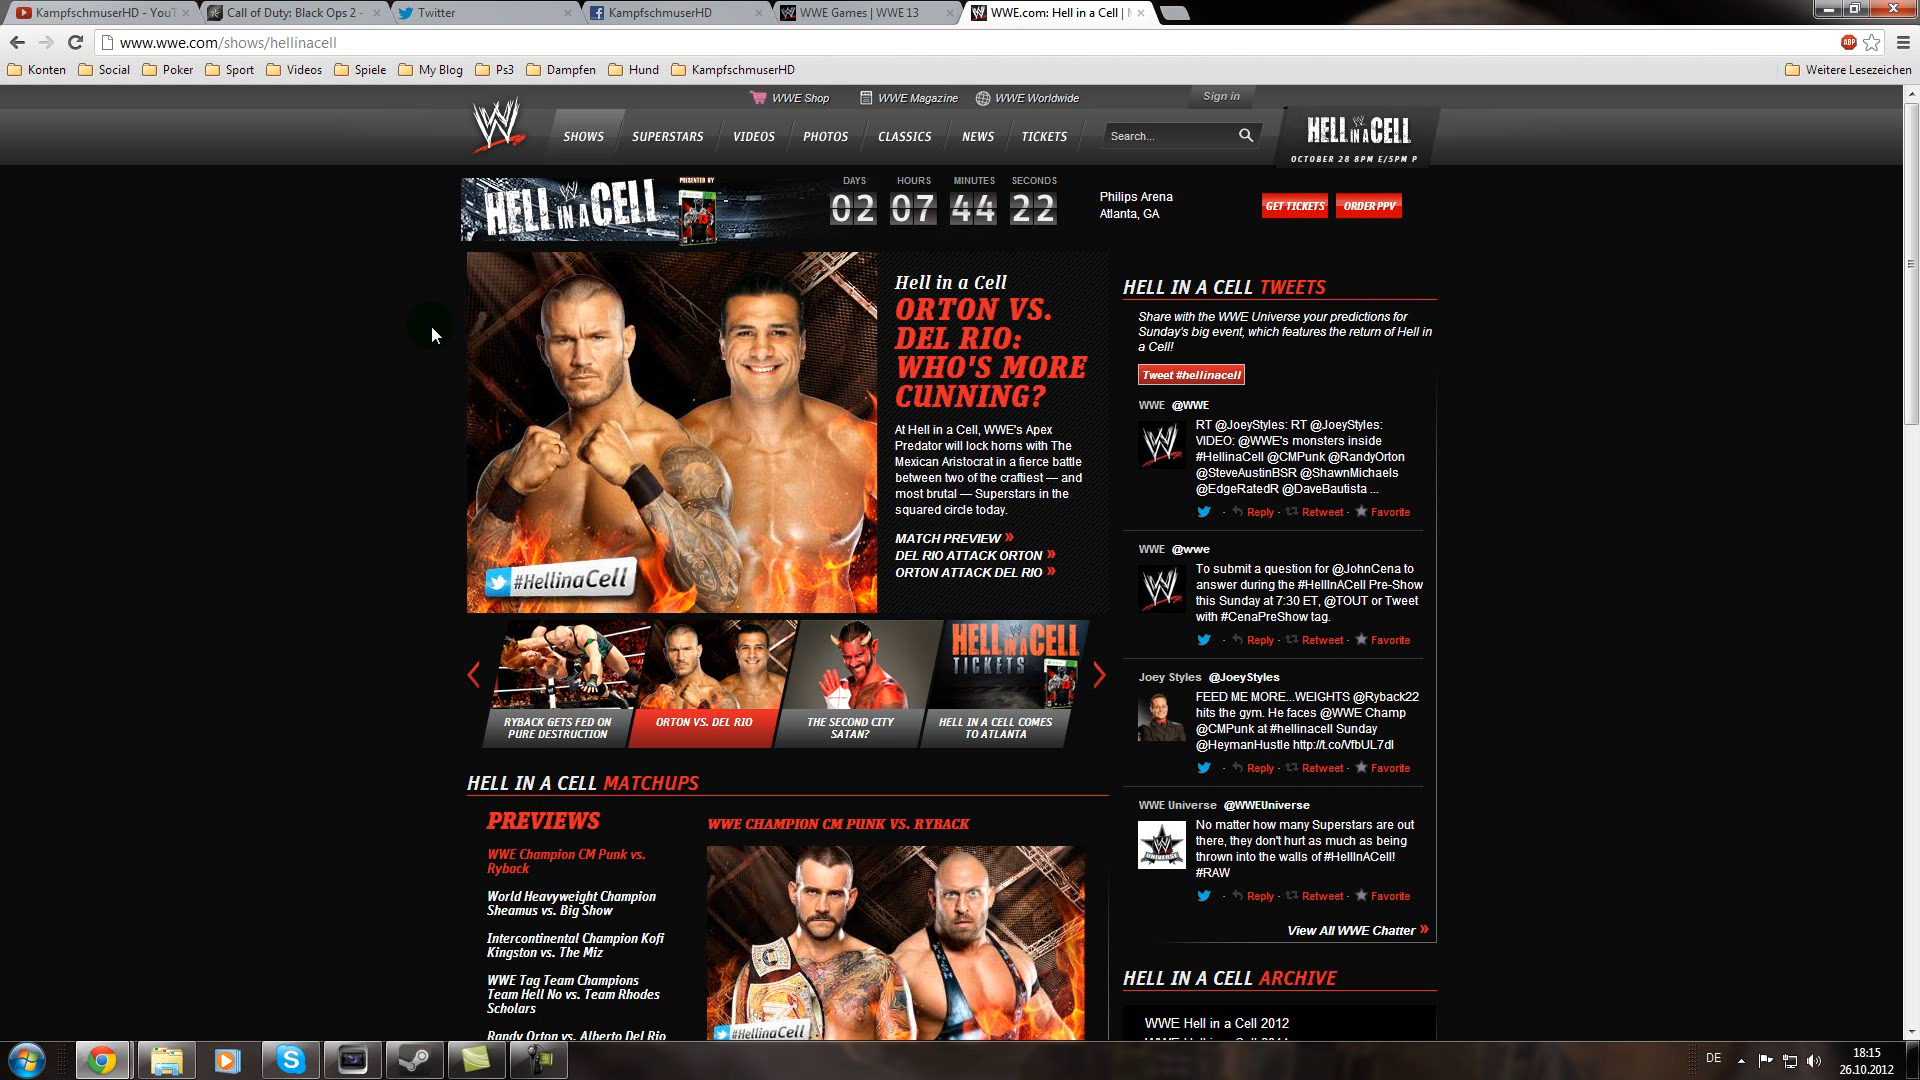 KampfschmuserHD - YouT
Call of Duty: Black Ops 2 -
Twitter
KampfschmuserHD
WWE Games | WWE 13
WWE.com: Hell in a Cell |
www.wwe.com/shows/hellinacell
ABP
Konten
Social
Poker
Sport
Videos
Spiele
My Blog
Ps3
Dampfen
Hund
KampfschmuserHD
Weitere Lesezeichen
WWE Shop
WWE Magazine
WWE Worldwide
Sign in
SHOWS
SUPERSTARS
VIDEOS
PHOTOS
CLASSICS
NEWS
TICKETS
Search...
HELL IN A CELL
OCTOBER 28 8PM E/5PM P
HELL IN A CELL
PRESENTED BY
DAYS
HOURS
MINUTES
SECONDS
02
07
44
22
Philips Arena
Atlanta, GA
GET TICKETS
ORDER PPV
Hell in a Cell
ORTON VS.
DEL RIO:
WHO'S MORE
CUNNING?
At Hell in a Cell, WWE's Apex
Predator will lock horns with The
Mexican Aristocrat in a fierce battle
between two of the craftiest — and
most brutal — Superstars in the
squared circle today.
MATCH PREVIEW »
DEL RIO ATTACK ORTON »
ORTON ATTACK DEL RIO »
#HellinaCell
HELL IN A CELL
TICKETS
RYBACK GETS FED ON
PURE DESTRUCTION
ORTON VS. DEL RIO
THE SECOND CITY
SATAN?
HELL IN A CELL COMES
TO ATLANTA
HELL IN A CELL MATCHUPS
PREVIEWS
WWE Champion CM Punk vs.
Ryback
World Heavyweight Champion
Sheamus vs. Big Show
Intercontinental Champion Kofi
Kingston vs. The Miz
WWE Tag Team Champions
Team Hell No vs. Team Rhodes
Scholars
Randy Orton vs. Alberto Del Rio
WWE CHAMPION CM PUNK VS. RYBACK
#HellinaCell
HELL IN A CELL TWEETS
Share with the WWE Universe your predictions for
Sunday's big event, which features the return of Hell in
a Cell!
Tweet #hellinacell
WWE @WWE
RT @JoeyStyles: RT @JoeyStyles:
VIDEO: @WWE's monsters inside
#HellinaCell @CMPunk @RandyOrton
@SteveAustinBSR @ShawnMichaels
@EdgeRatedR @DaveBautista ...
· Reply · Retweet · Favorite
WWE @wwe
To submit a question for @JohnCena to
answer during the #HellInACell Pre-Show
this Sunday at 7:30 ET, @TOUT or Tweet
with #CenaPreShow tag.
· Reply · Retweet · Favorite
Joey Styles @JoeyStyles
FEED ME MORE...WEIGHTS @Ryback22
hits the gym. He faces @WWE Champ
@CMPunk at #hellinacell Sunday
@HeymanHustle http://t.co/VfbUL7dl
· Reply · Retweet · Favorite
WWE Universe @WWEUniverse
No matter how many Superstars are out
there, they don't hurt as much as being
thrown into the walls of #HellInACell!
#RAW
· Reply · Retweet · Favorite
View All WWE Chatter »
HELL IN A CELL ARCHIVE
WWE Hell in a Cell 2012
DE
18:15
26.10.2012